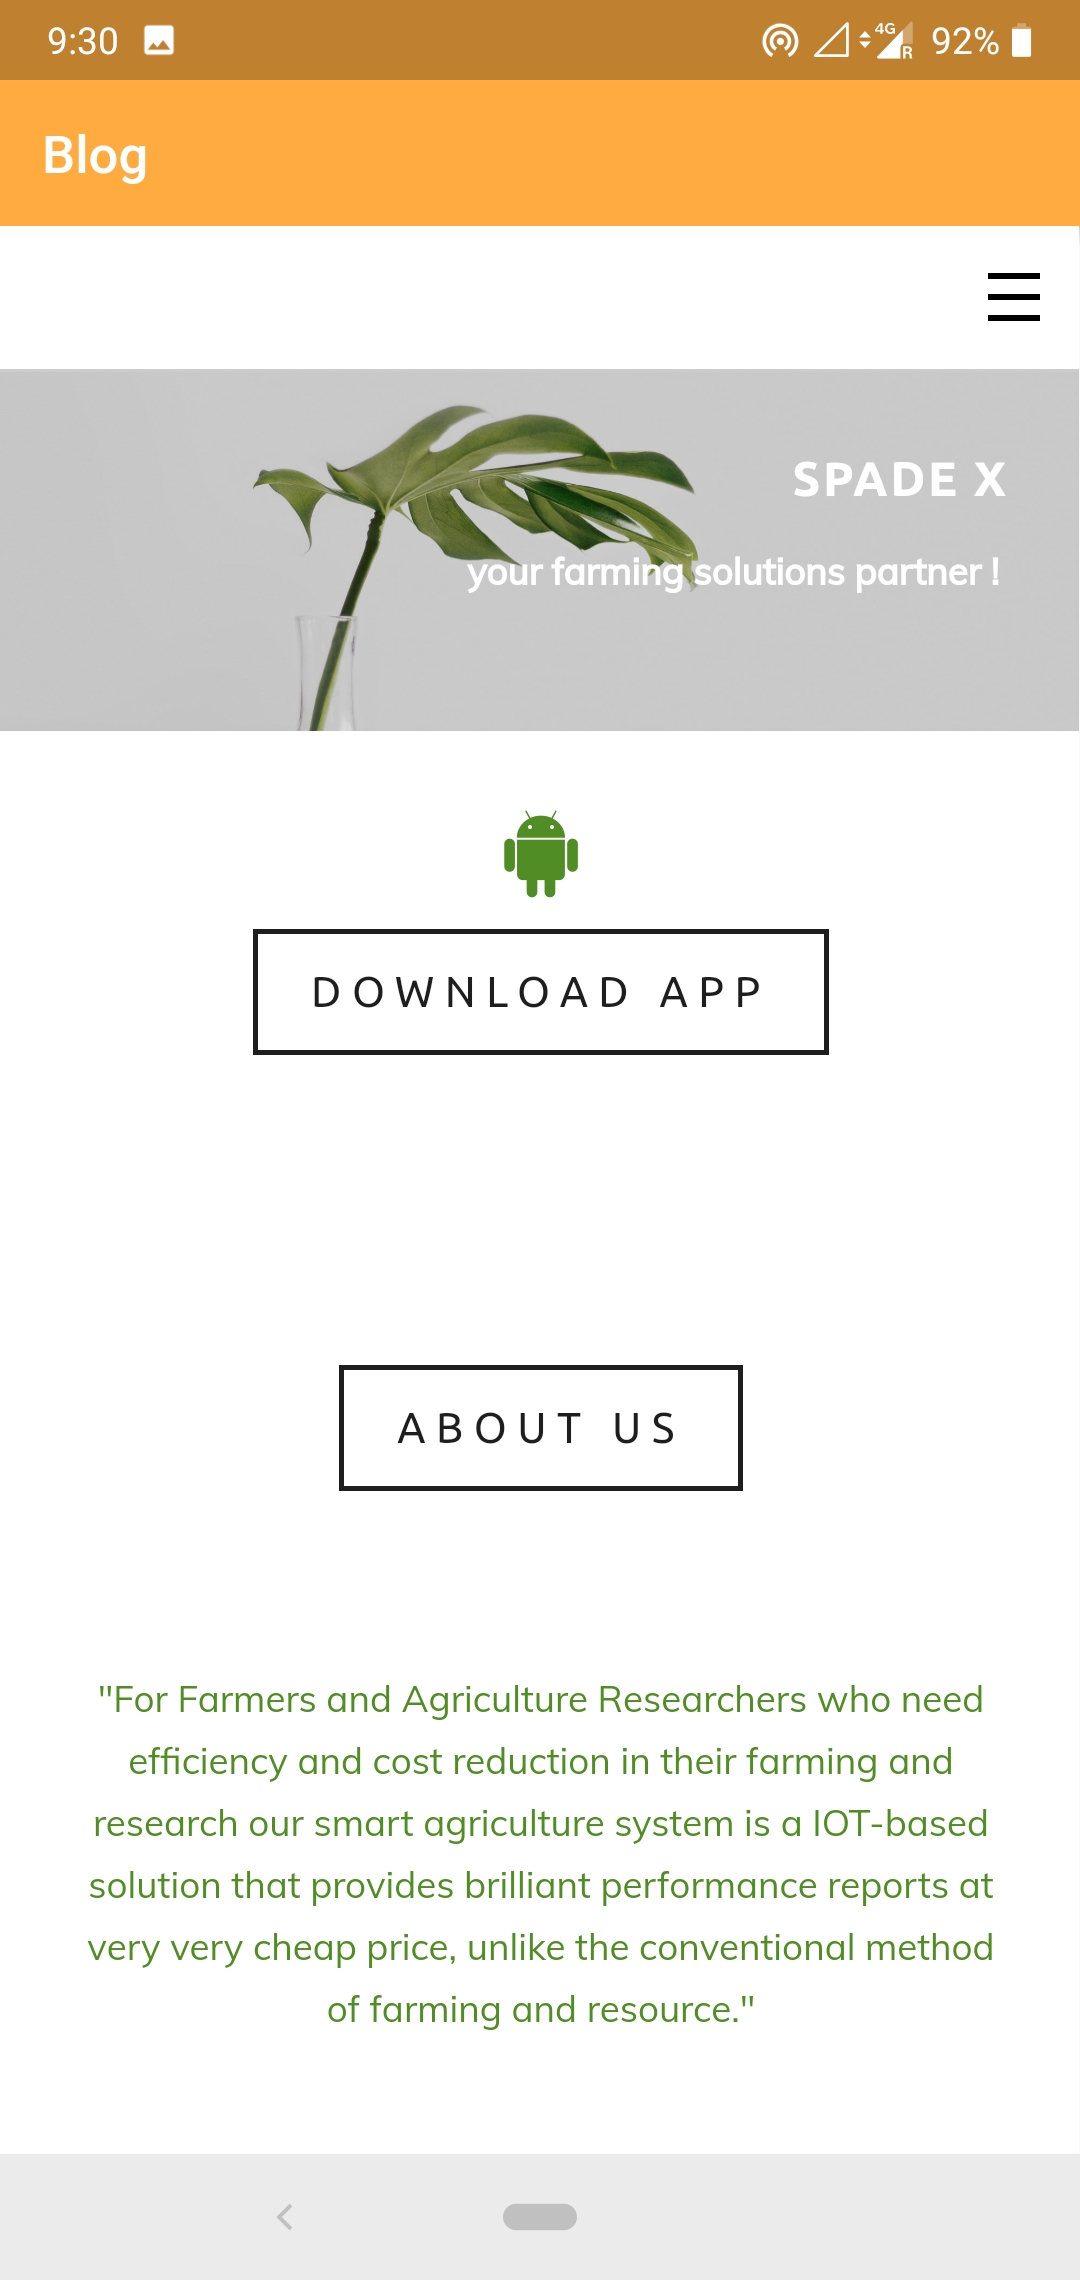 9:30
4G
R
92%
Blog
SPADE X
your farming solutions partner !
DOWNLOAD APP
ABOUT US
"For Farmers and Agriculture Researchers who need
efficiency and cost reduction in their farming and
research our smart agriculture system is a IOT-based
solution that provides brilliant performance reports at
very very cheap price, unlike the conventional method
of farming and resource."